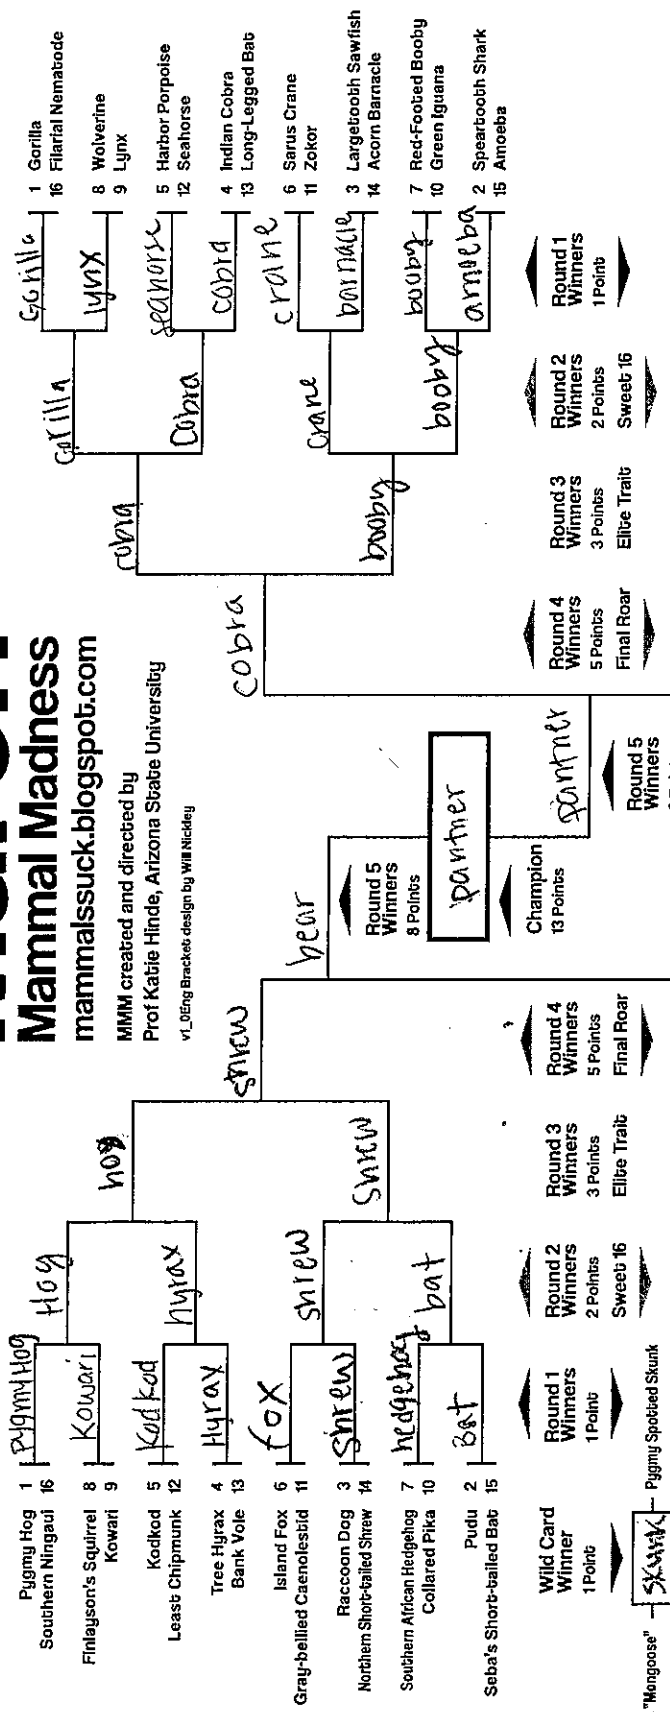 Mammal Madness
mammalssuck.blogspot.com
MMM created and directed by
Prof Katie Hinde, Arizona State University
v1_0Eng Bracket design by Will Nickley
Pygmy Hog 1
Southern Ningaui 16
Finlayson's Squirrel 8
Kowari 9
Kodkod 5
Least Chipmunk 12
Tree Hyrax 4
Bank Vole 13
Island Fox 6
Gray-bellied Caenolestid 11
Raccoon Dog 3
Northern Short-tailed Shrew 14
Southern African Hedgehog 7
Collared Pika 10
Pudu 2
Seba's Short-tailed Bat 15
Pygmy Hog
Kowari
Kodkod
Hyrax
fox
shrew
hedgehog
Bat
Hog
hyrax
shrew
bat
hog
shrew
shrew
bear
Round 5
Winners
8 Points
pantner
Champion
13 Points
pantner
Round 5
Winners
cobra
cobra
booby
Gorilla
Cobra
crane
booby
Gorilla
lynx
seahorse
cobra
crane
barnacle
booby
amoeba
1 Gorilla
16 Filarial Nematode
8 Wolverine
9 Lynx
5 Harbor Porpoise
12 Seahorse
4 Indian Cobra
13 Long-Legged Bat
6 Sarus Crane
11 Zokor
3 Largetooth Sawfish
14 Acorn Barnacle
7 Red-Footed Booby
10 Green Iguana
2 Speartooth Shark
15 Amoeba
Wild Card
Winner
1 Point
Round 1
Winners
1 Point
Round 2
Winners
2 Points
Sweet 16
Round 3
Winners
3 Points
Elite Trait
Round 4
Winners
5 Points
Final Roar
Round 4
Winners
5 Points
Final Roar
Round 3
Winners
3 Points
Elite Trait
Round 2
Winners
2 Points
Sweet 16
Round 1
Winners
1 Point
"Mongoose" SKUNK Pygmy Spotted Skunk